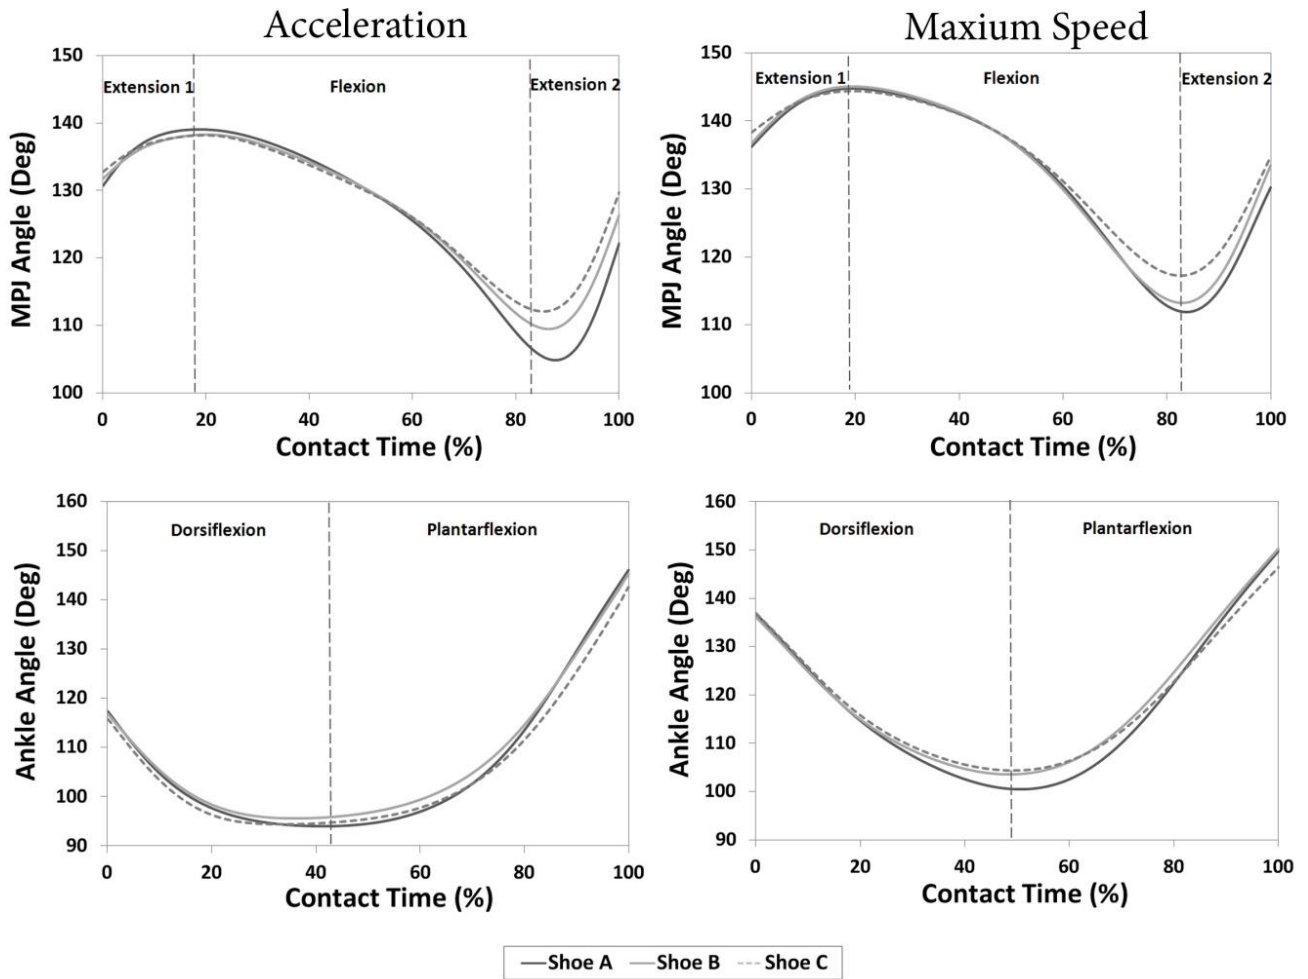 Acceleration
Maxium Speed
150
140
130
120
110
100
MPJ Angle (Deg)
Extension 1
Flexion
Extension 2
0 20 40 60 80 100
Contact Time (%)
150
140
130
120
110
100
MPJ Angle (Deg)
Extension 1
Flexion
Extension 2
0 20 40 60 80 100
Contact Time (%)
160
150
140
130
120
110
100
90
Ankle Angle (Deg)
Dorsiflexion
Plantarflexion
0 20 40 60 80 100
Contact Time (%)
160
150
140
130
120
110
100
90
Ankle Angle (Deg)
Dorsiflexion
Plantarflexion
0 20 40 60 80 100
Contact Time (%)
Shoe A Shoe B Shoe C